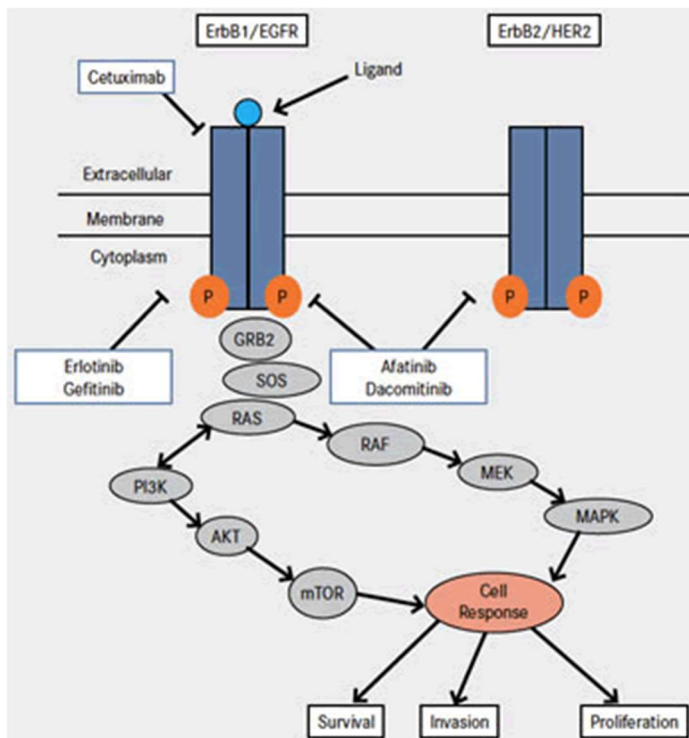 ErbB1/EGFR
ErbB2/HER2
Cetuximab
Ligand
Extracellular
Membrane
Cytoplasm
P
P
P
P
Erlotinib
Gefitinib
GRB2
SOS
Afatinib
Dacomitinib
RAS
RAF
MEK
MAPK
PI3K
AKT
mTOR
Cell
Response
Survival
Invasion
Proliferation